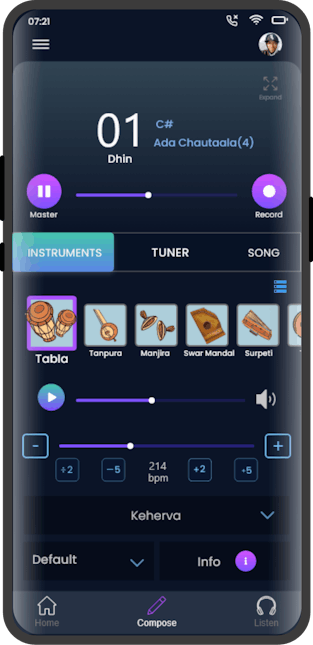 07:21
Expand
01
C#
Ada Chautaala(4)
Dhin
Master
Record
INSTRUMENTS
TUNER
SONG
Tabla
Tanpura
Manjira
Swar Mandal
Surpeti
-
+
÷2
−5
214
bpm
×2
+5
Keherva
Default
Info
i
Home
Compose
Listen